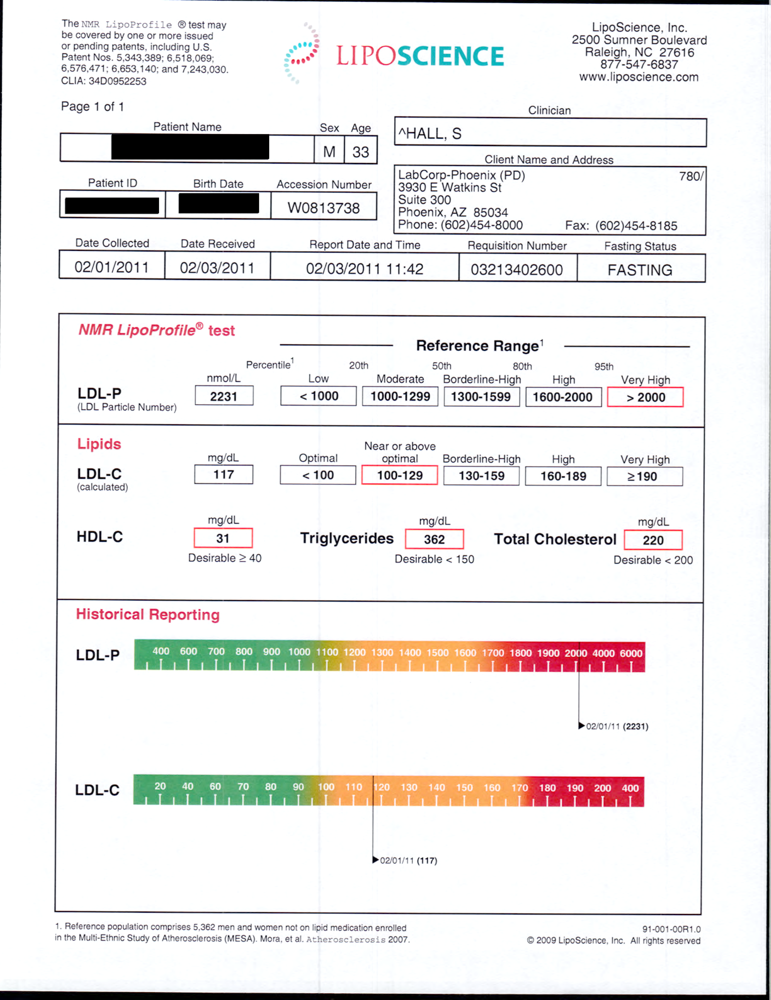 The NMR LipoProfile ® test may
be covered by one or more issued
or pending patents, including U.S.
Patent Nos. 5,343,389; 6,518,069;
6,576,471; 6,653,140; and 7,243,030.
CLIA: 34D0952253
LIPOSCIENCE
LipoScience, Inc.
2500 Sumner Boulevard
Raleigh, NC 27616
877-547-6837
www.liposcience.com
Page 1 of 1
Patient Name Sex Age
M 33
Clinician
^HALL, S
Client Name and Address
LabCorp-Phoenix (PD) 780/
3930 E Watkins St
Suite 300
Phoenix, AZ 85034
Phone: (602)454-8000 Fax: (602)454-8185
Patient ID Birth Date Accession Number
W0813738
Date Collected Date Received Report Date and Time Requisition Number Fasting Status
02/01/2011 02/03/2011 02/03/2011 11:42 03213402600 FASTING
NMR LipoProfile® test
Reference Range1
Percentile1 20th 50th 80th 95th
nmol/L Low Moderate Borderline-High High Very High
LDL-P 2231 < 1000 1000-1299 1300-1599 1600-2000 > 2000
(LDL Particle Number)
Lipids
Near or above
mg/dL Optimal optimal Borderline-High High Very High
LDL-C 117 < 100 100-129 130-159 160-189 ≥190
(calculated)
mg/dL mg/dL mg/dL
HDL-C 31 Triglycerides 362 Total Cholesterol 220
Desirable ≥ 40 Desirable < 150 Desirable < 200
Historical Reporting
LDL-P 400 600 700 800 900 1000 1100 1200 1300 1400 1500 1600 1700 1800 1900 2000 4000 6000
02/01/11 (2231)
LDL-C 20 40 60 70 80 90 100 110 120 130 140 150 160 170 180 190 200 400
02/01/11 (117)
1. Reference population comprises 5,362 men and women not on lipid medication enrolled
in the Multi-Ethnic Study of Atherosclerosis (MESA). Mora, et al. Atherosclerosis 2007.
91-001-00R1.0
© 2009 LipoScience, Inc. All rights reserved